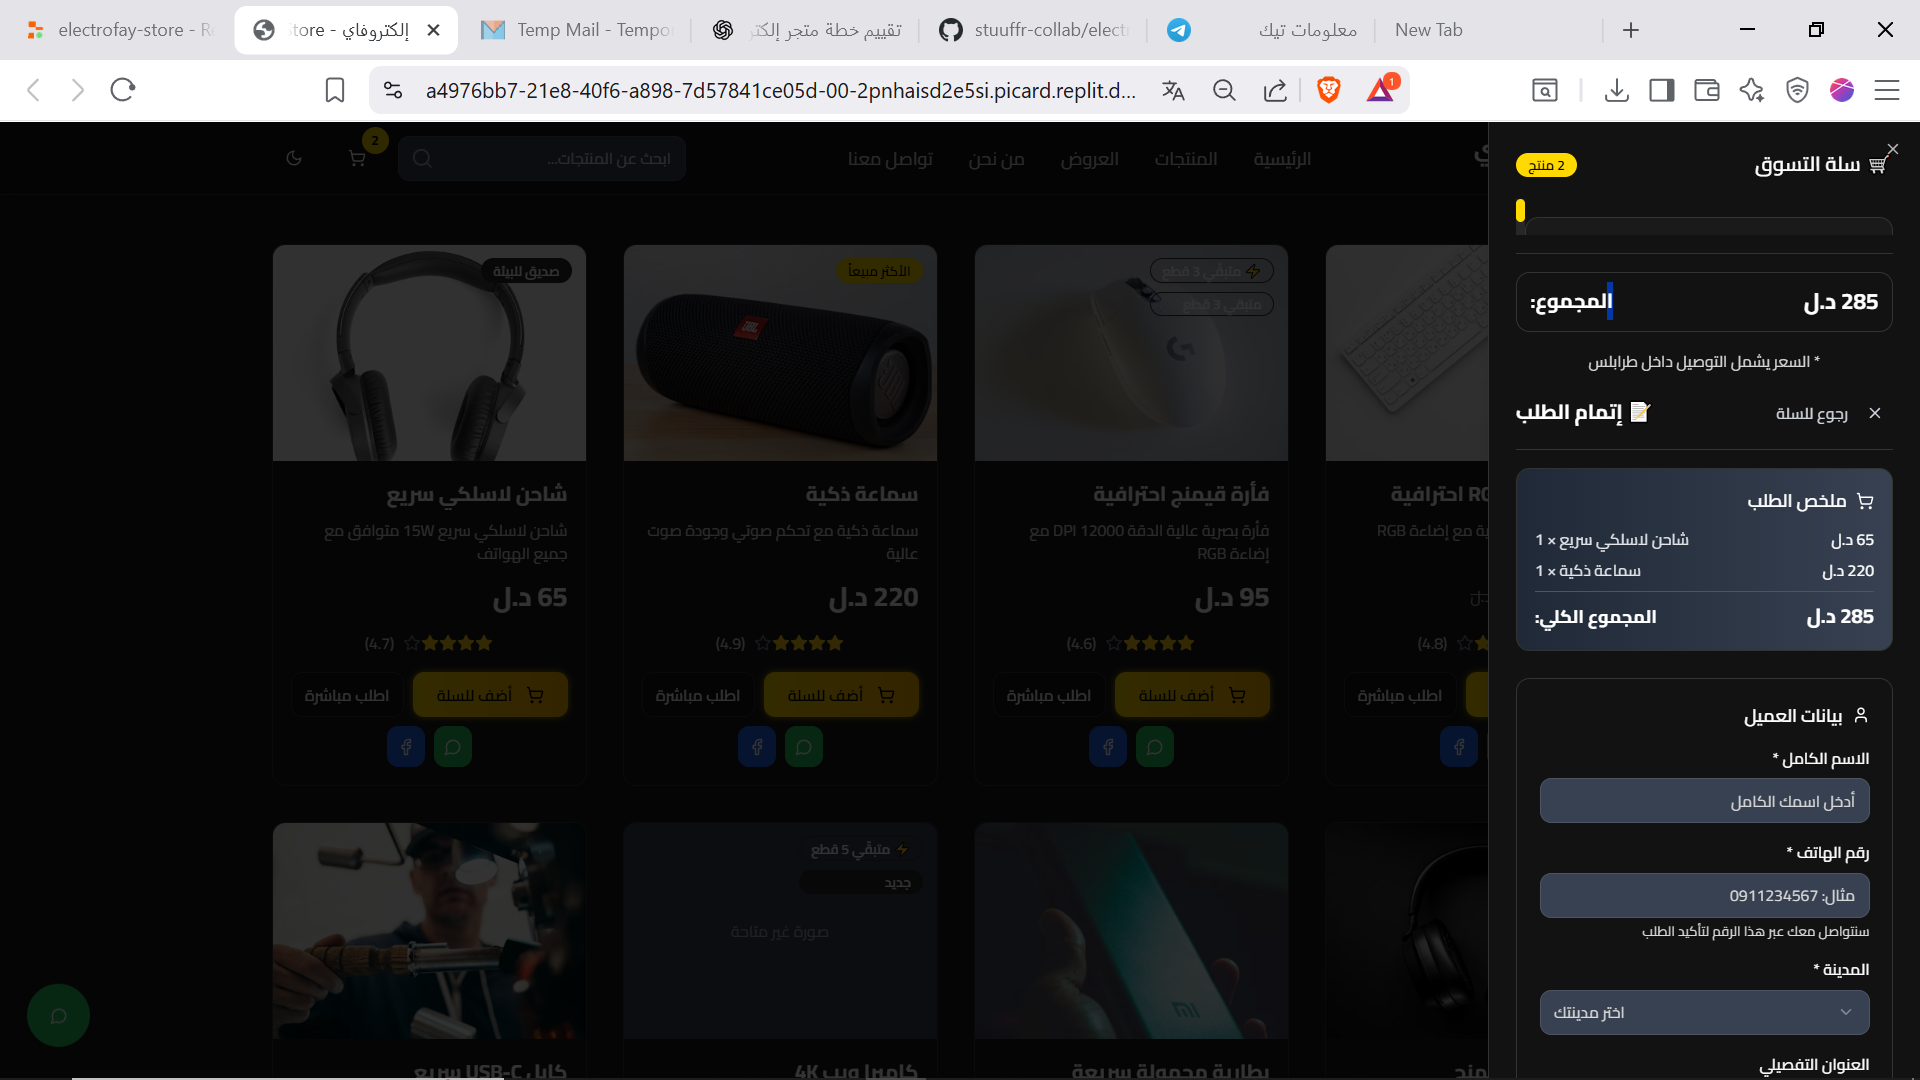 electrofay-store - Re
إلكتروفاي - Store
Temp Mail - Tempor
تقييم خطة متجر إلكتر
stuuffr-collab/electr
معلومات تيك
New Tab
a4976bb7-21e8-40f6-a898-7d57841ce05d-00-2pnhaisd2e5si.picard.replit.d...
1
الرئيسية
المنتجات
العروض
من نحن
تواصل معنا
ابحث عن المنتجات...
2
سلة التسوق
2 منتج
المجموع:
285 د.ل
* السعر يشمل التوصيل داخل طرابلس
إتمام الطلب
رجوع للسلة
ملخص الطلب
شاحن لاسلكي سريع × 1
65 د.ل
سماعة ذكية × 1
220 د.ل
المجموع الكلي:
285 د.ل
بيانات العميل
الاسم الكامل *
أدخل اسمك الكامل
رقم الهاتف *
مثال: 0911234567
سنتواصل معك عبر هذا الرقم لتأكيد الطلب
المدينة *
اختر مدينتك
العنوان التفصيلي
احترافية
مع إضاءة RGB
(4.8)
اطلب مباشرة
متبقّي 3 قطع
متبقي 3 قطع
فأرة قيمنج احترافية
فأرة بصرية عالية الدقة 12000 DPI مع
إضاءة RGB
95 د.ل
(4.6)
أضف للسلة
اطلب مباشرة
الأكثر مبيعاً
JBL
سماعة ذكية
سماعة ذكية مع تحكم صوتي وجودة صوت
عالية
220 د.ل
(4.9)
أضف للسلة
اطلب مباشرة
صديق للبيئة
شاحن لاسلكي سريع
شاحن لاسلكي سريع 15W متوافق مع
جميع الهواتف
65 د.ل
(4.7)
أضف للسلة
اطلب مباشرة
بطارية محمولة سريعة
متبقّي 5 قطع
جديد
صورة غير متاحة
كاميرا ويب 4K
كابل USB-C سريع